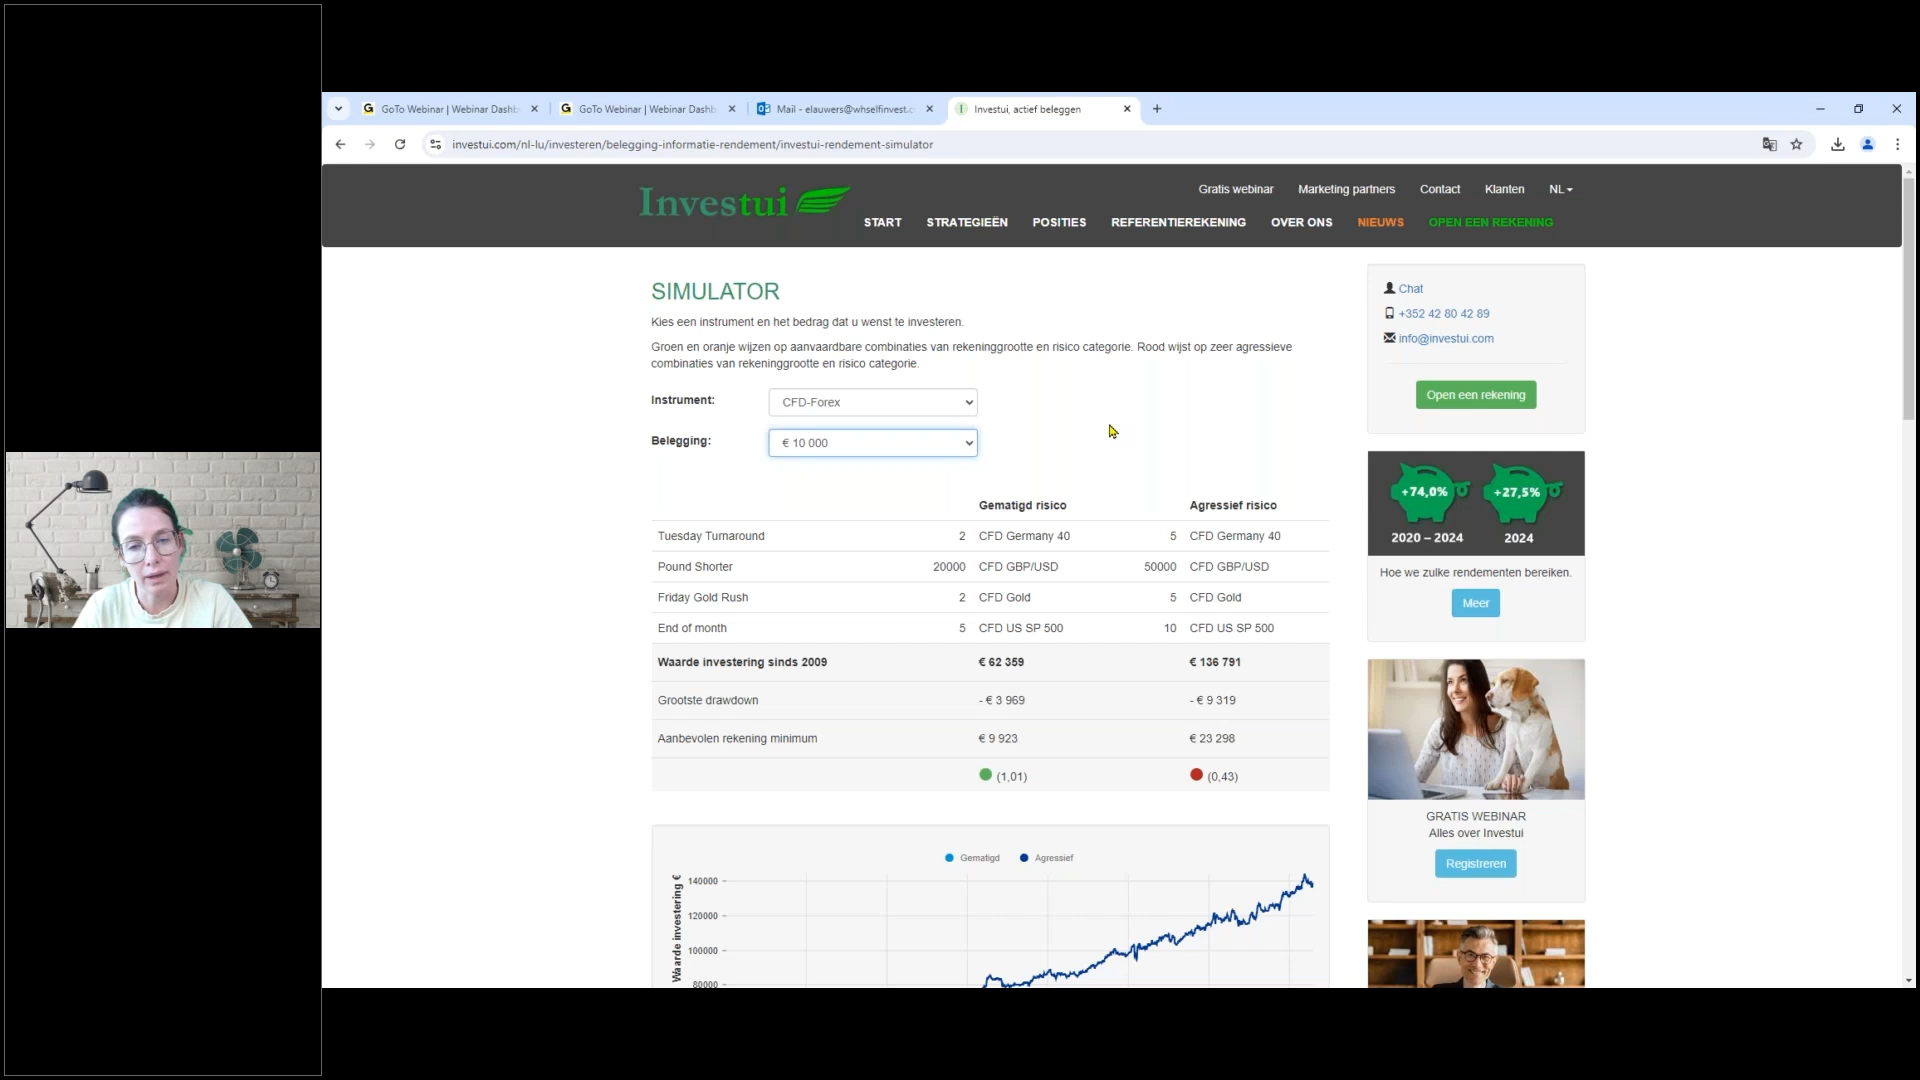 GoTo Webinar | Webinar Dashb
GoTo Webinar | Webinar Dashb
Mail - elauwers@whselfinvest.c
Investui, actief beleggen
investui.com/nl-lu/investeren/belegging-informatie-rendement/investui-rendement-simulator
Investui
Gratis webinar Marketing partners Contact Klanten NL
START STRATEGIEËN POSITIES REFERENTIEREKENING OVER ONS NIEUWS OPEN EEN REKENING
SIMULATOR
Kies een instrument en het bedrag dat u wenst te investeren.
Groen en oranje wijzen op aanvaardbare combinaties van rekeninggrootte en risico categorie. Rood wijst op zeer agressieve
combinaties van rekeninggrootte en risico categorie.
Instrument: CFD-Forex
Belegging: € 10 000
Gematigd risico Agressief risico
Tuesday Turnaround 2 CFD Germany 40 5 CFD Germany 40
Pound Shorter 20000 CFD GBP/USD 50000 CFD GBP/USD
Friday Gold Rush 2 CFD Gold 5 CFD Gold
End of month 5 CFD US SP 500 10 CFD US SP 500
Waarde investering sinds 2009 € 62 359 € 136 791
Grootste drawdown - € 3 969 - € 9 319
Aanbevolen rekening minimum € 9 923 € 23 298
(1,01) (0,43)
Gematigd Agressief
Waarde investering €
140000
120000
100000
80000
Chat
+352 42 80 42 89
info@investui.com
Open een rekening
+74,0% +27,5%
2020 – 2024 2024
Hoe we zulke rendementen bereiken.
Meer
GRATIS WEBINAR
Alles over Investui
Registreren